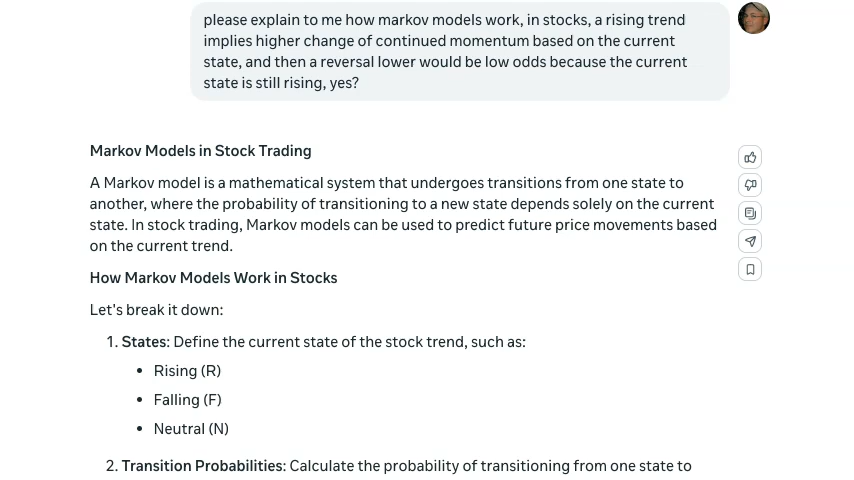 please explain to me how markov models work, in stocks, a rising trend
implies higher change of continued momentum based on the current
state, and then a reversal lower would be low odds because the current
state is still rising, yes?
Markov Models in Stock Trading
A Markov model is a mathematical system that undergoes transitions from one state to
another, where the probability of transitioning to a new state depends solely on the current
state. In stock trading, Markov models can be used to predict future price movements based
on the current trend.
How Markov Models Work in Stocks
Let's break it down:
1. States: Define the current state of the stock trend, such as:
• Rising (R)
• Falling (F)
• Neutral (N)
2. Transition Probabilities: Calculate the probability of transitioning from one state to